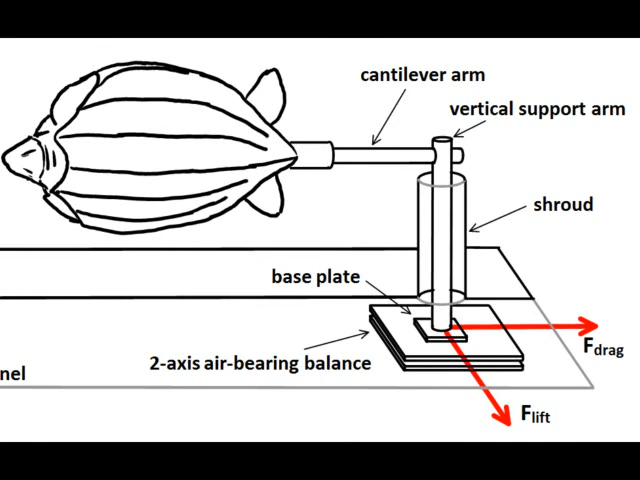 cantilever arm
vertical support arm
shroud
base plate
2-axis air-bearing balance
Fdrag
nel
Flift